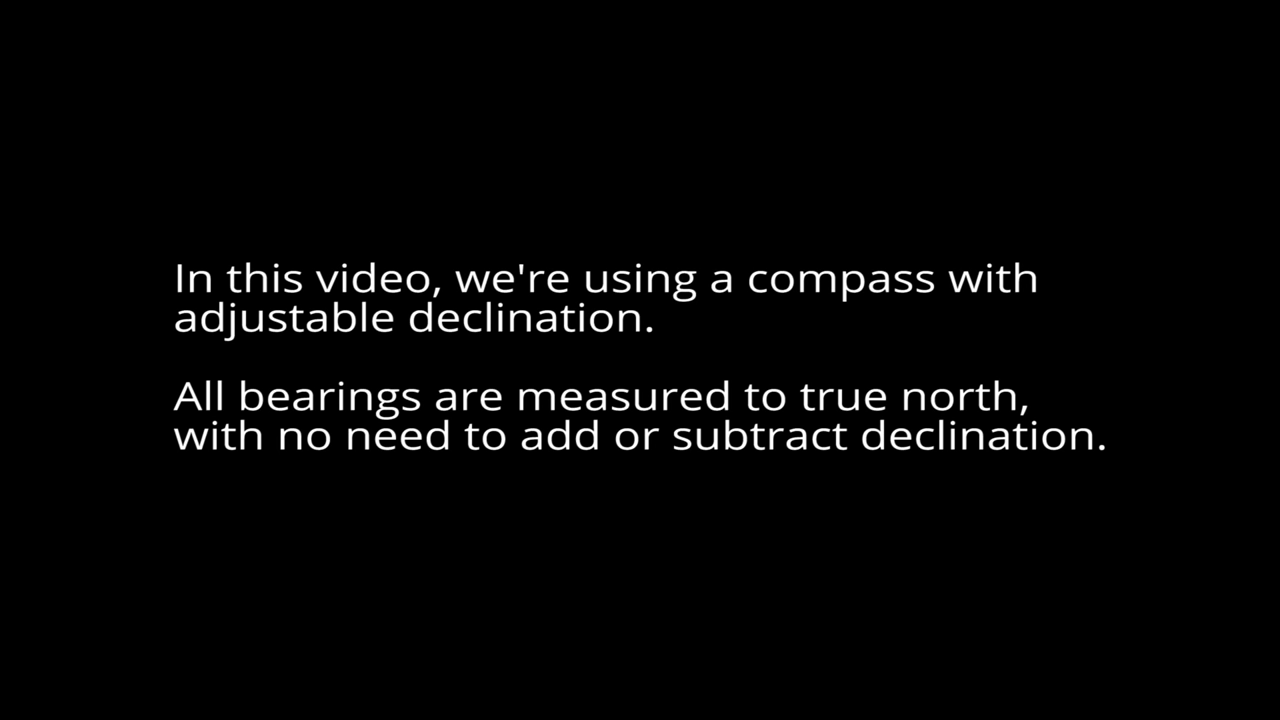 In this video, we're using a compass with
adjustable declination.
All bearings are measured to true north,
with no need to add or subtract declination.